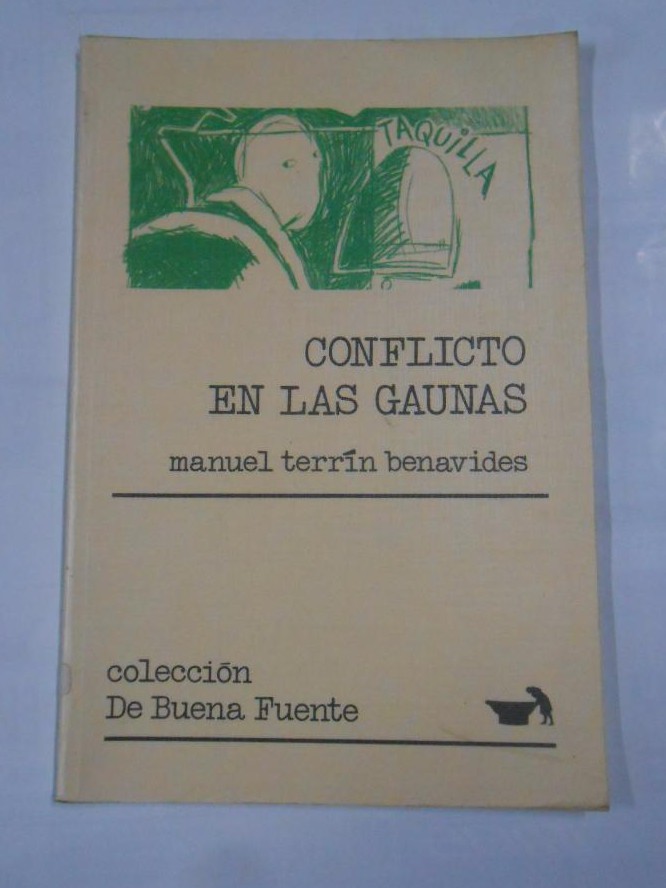 TAQUiLLA
CONFLICTO
EN LAS GAUNAS
manuel terrín benavides
colección
De Buena Fuente